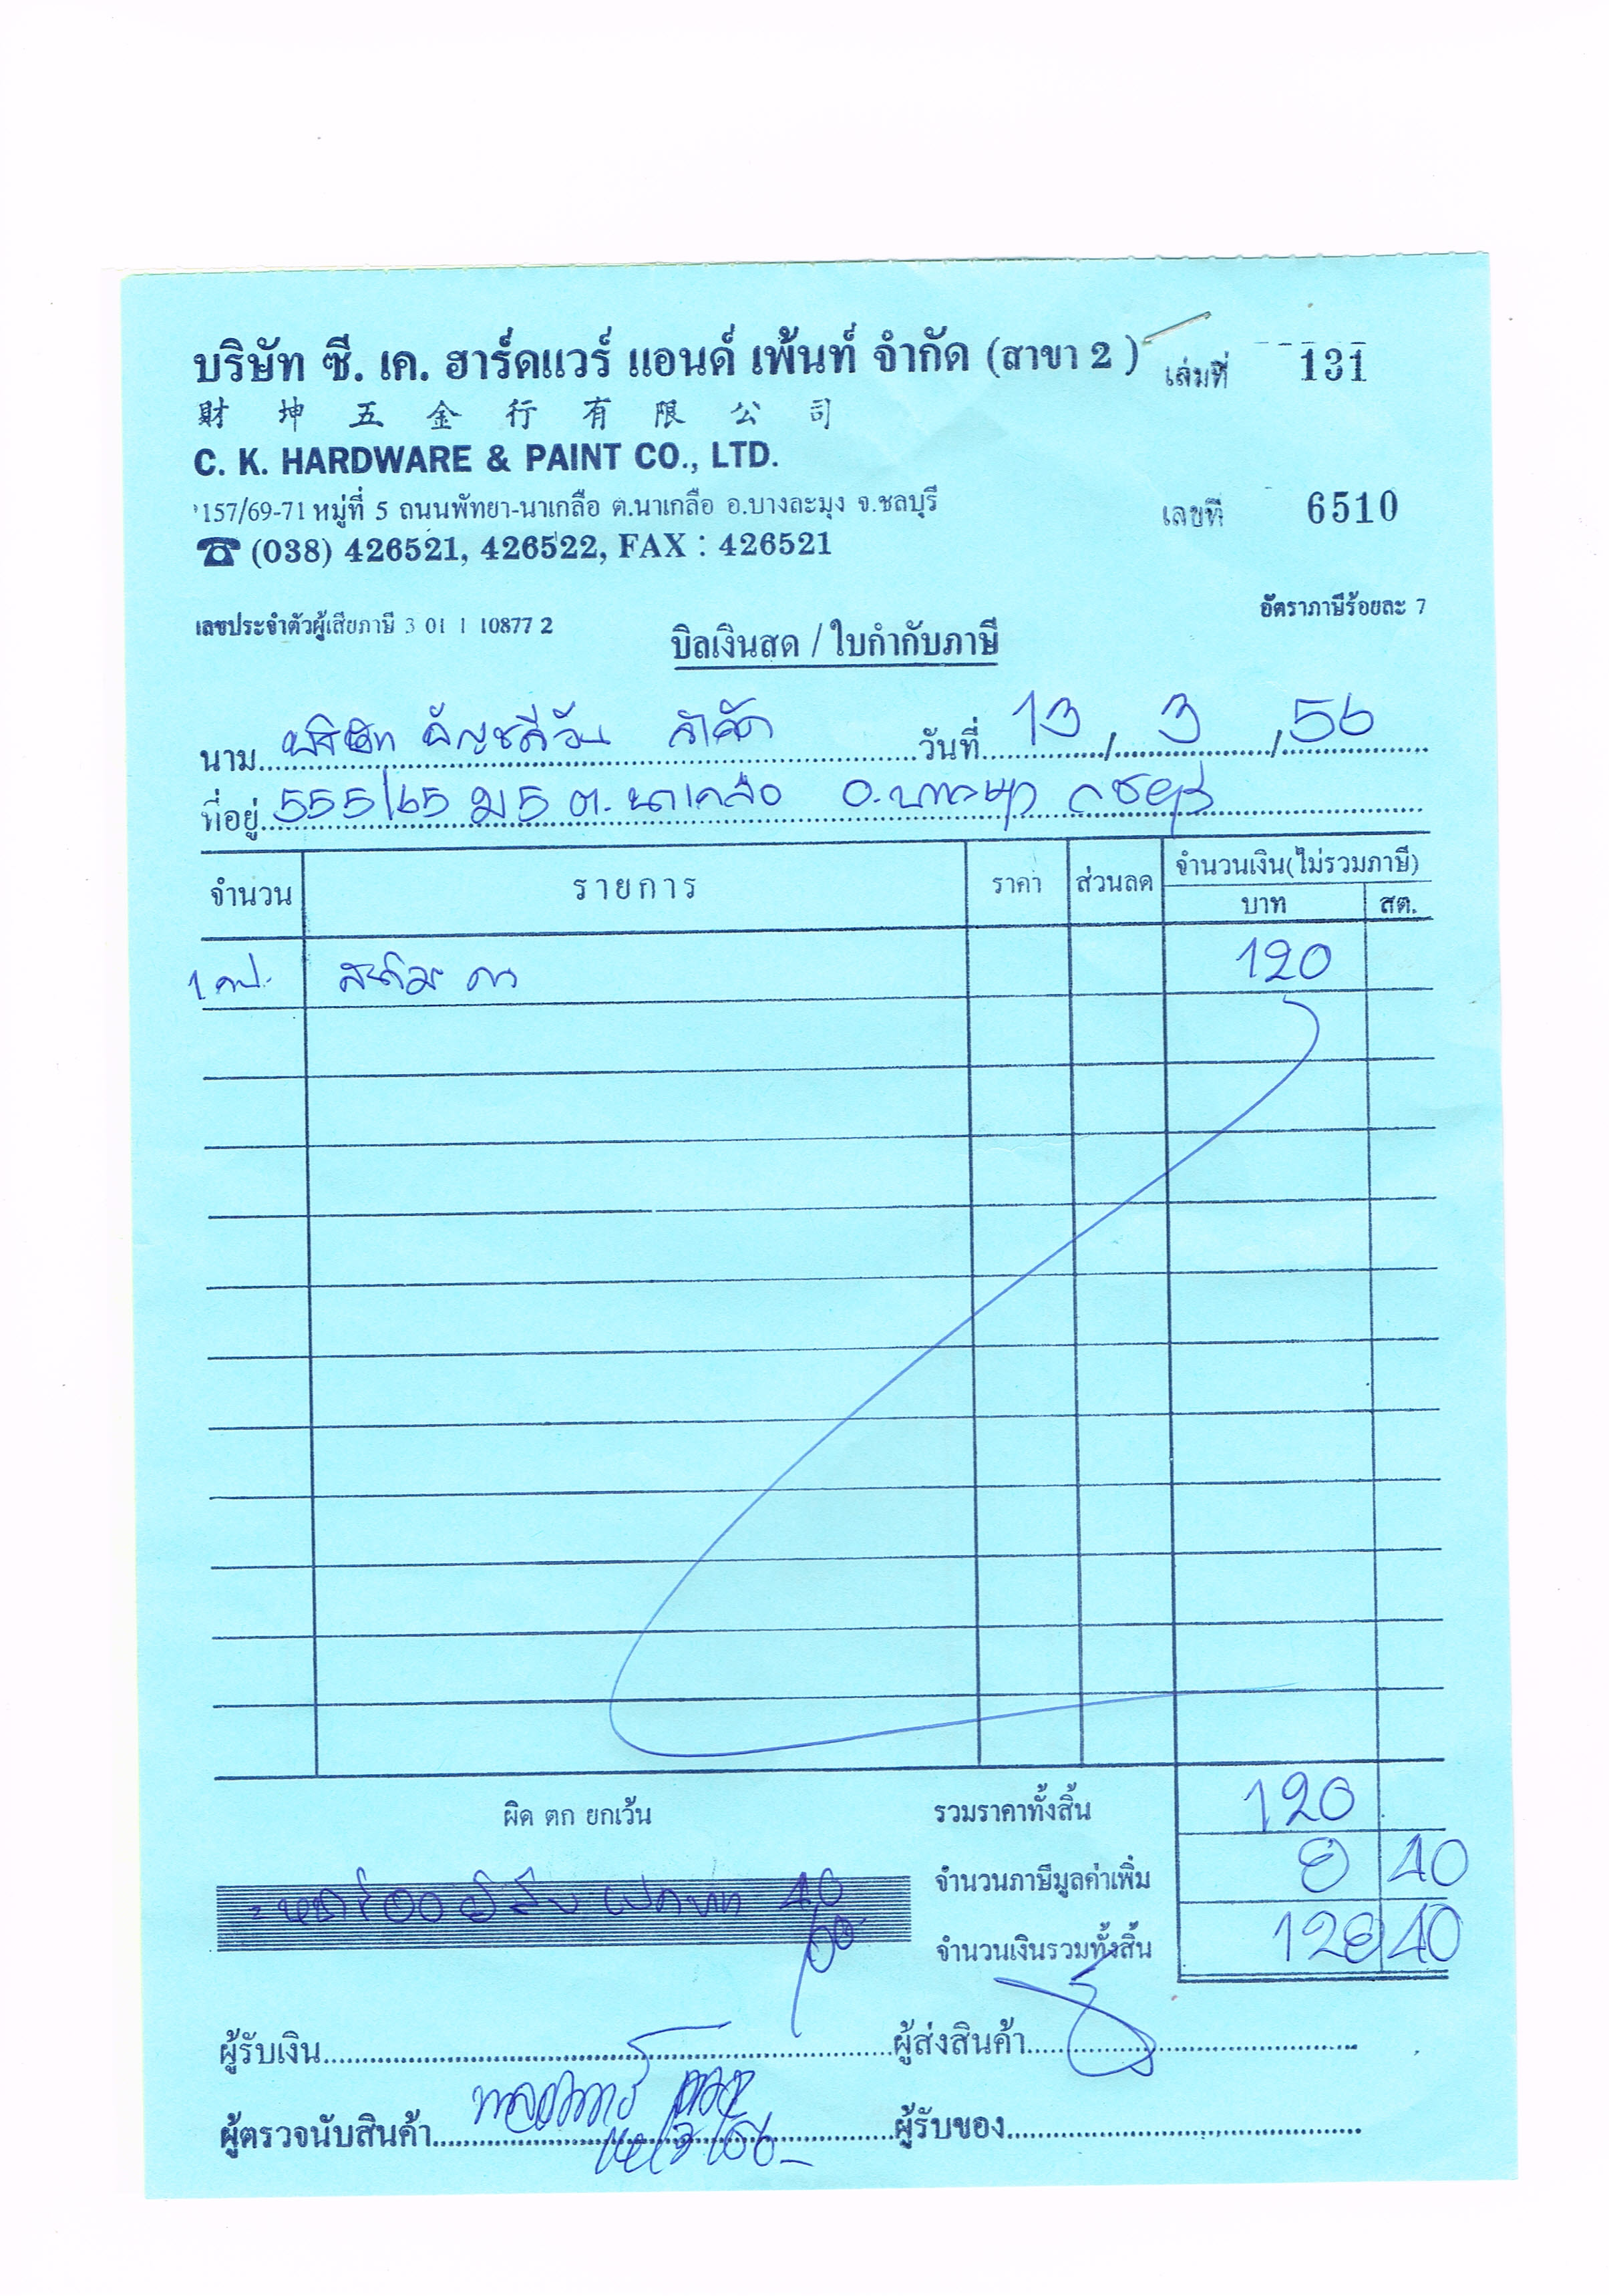 บริษัท ซี. เค. ฮาร์ดแวร์ แอนด์ เพ้นท์ จำกัด (สาขา 2 )
เล่มที่ 131
財 坤 五 金 行 有 限 公 司
C. K. HARDWARE & PAINT CO., LTD.
157/69-71 หมู่ที่ 5 ถนนพัทยา-นาเกลือ ต.นาเกลือ อ.บางละมุง จ.ชลบุรี
เลขที่ 6510
☎ (038) 426521, 426522, FAX : 426521
อัตราภาษีร้อยละ 7
เลขประจำตัวผู้เสียภาษี 3 01 1 10877 2
บิลเงินสด / ใบกำกับภาษี
นาม บริษัท จำกัด วันที่ 13 / 3 / 56
ที่อยู่ 555/65 ม 5 ต. นาเกลือ อ.บางละมุง จ.ชลบุรี
จำนวน รายการ ราคา ส่วนลด จำนวนเงิน(ไม่รวมภาษี)
บาท สต.
1 120
ผิด ตก ยกเว้น รวมราคาทั้งสิ้น 120
จำนวนภาษีมูลค่าเพิ่ม 8 40
จำนวนเงินรวมทั้งสิ้น 128 40
ผู้รับเงิน ผู้ส่งสินค้า
ผู้ตรวจนับสินค้า ผู้รับของ